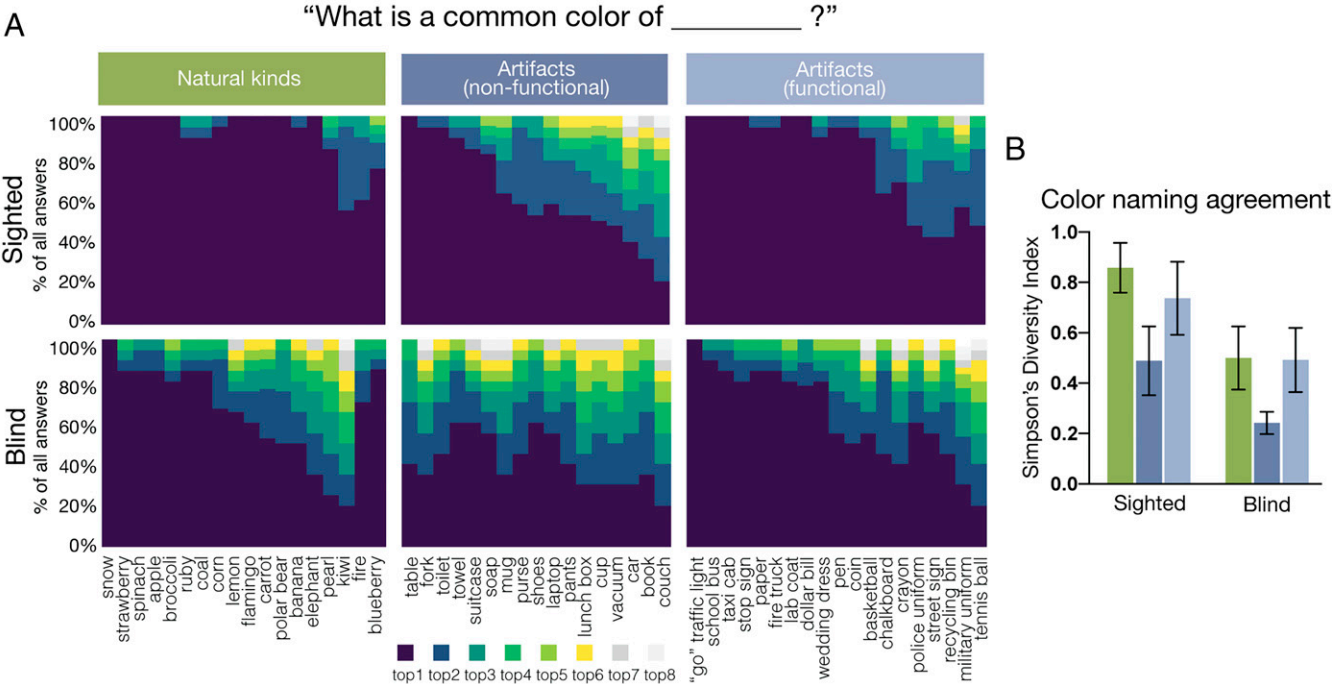 A
“What is a common color of ________ ?”
Natural kinds
Artifacts
(non-functional)
Artifacts
(functional)
Sighted
% of all answers
100%
80%
60%
40%
20%
0%
Blind
% of all answers
100%
80%
60%
40%
20%
0%
snow
strawberry
spinach
apple
broccoli
ruby
coal
corn
lemon
flamingo
carrot
polar bear
banana
elephant
pearl
kiwi
fire
blueberry
table
fork
toilet
towel
suitcase
soap
mug
purse
shoes
laptop
pants
lunch box
cup
vacuum
car
book
couch
“go” traffic light
school bus
taxi cab
stop sign
paper
fire truck
lab coat
dollar bill
wedding dress
pen
coin
basketball
chalkboard
crayon
police uniform
street sign
recycling bin
military uniform
tennis ball
top1 top2 top3 top4 top5 top6 top7 top8
B
Color naming agreement
Simpson’s Diversity Index
1.0
0.8
0.6
0.4
0.2
0.0
Sighted Blind